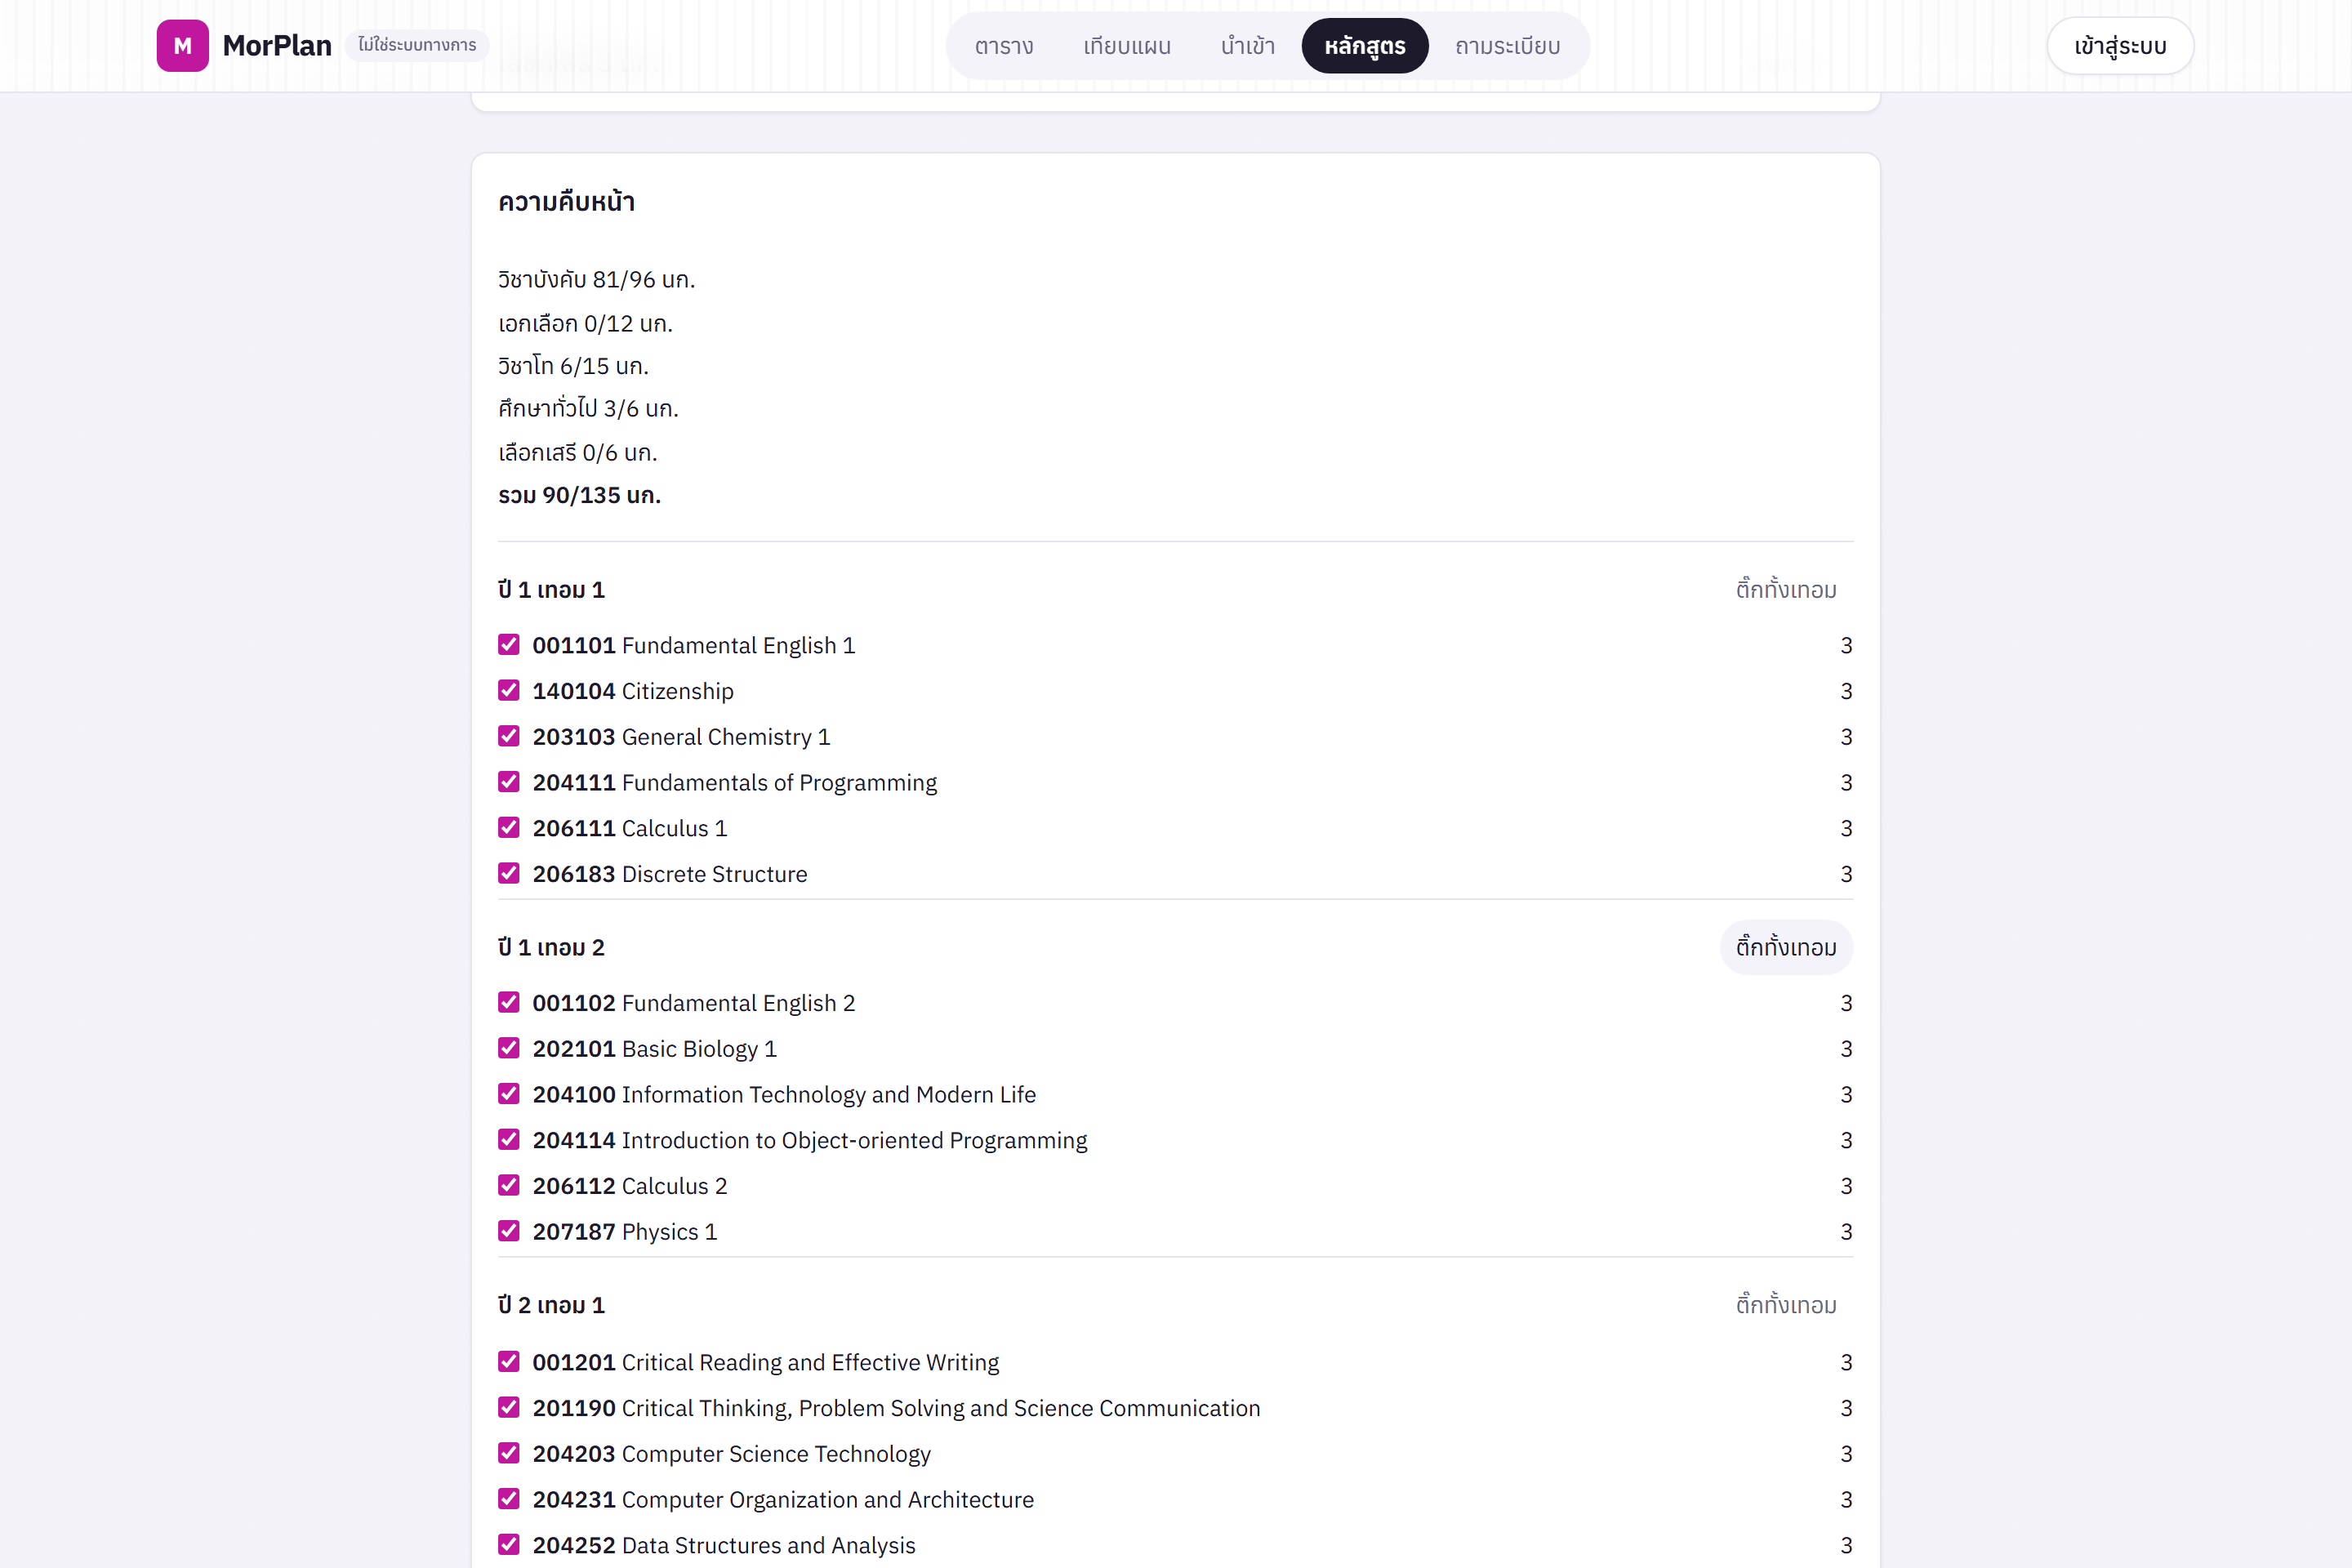 M MorPlan ไม่ใช่ระบบทางการ ตาราง เทียบแผน นำเข้า หลักสูตร ถามระเบียบ เข้าสู่ระบบ
ความคืบหน้า
วิชาบังคับ 81/96 นก.
เอกเลือก 0/12 นก.
วิชาโท 6/15 นก.
ศึกษาทั่วไป 3/6 นก.
เลือกเสรี 0/6 นก.
รวม 90/135 นก.
ปี 1 เทอม 1 ติ๊กทั้งเทอม
001101 Fundamental English 1 3
140104 Citizenship 3
203103 General Chemistry 1 3
204111 Fundamentals of Programming 3
206111 Calculus 1 3
206183 Discrete Structure 3
ปี 1 เทอม 2 ติ๊กทั้งเทอม
001102 Fundamental English 2 3
202101 Basic Biology 1 3
204100 Information Technology and Modern Life 3
204114 Introduction to Object-oriented Programming 3
206112 Calculus 2 3
207187 Physics 1 3
ปี 2 เทอม 1 ติ๊กทั้งเทอม
001201 Critical Reading and Effective Writing 3
201190 Critical Thinking, Problem Solving and Science Communication 3
204203 Computer Science Technology 3
204231 Computer Organization and Architecture 3
204252 Data Structures and Analysis 3